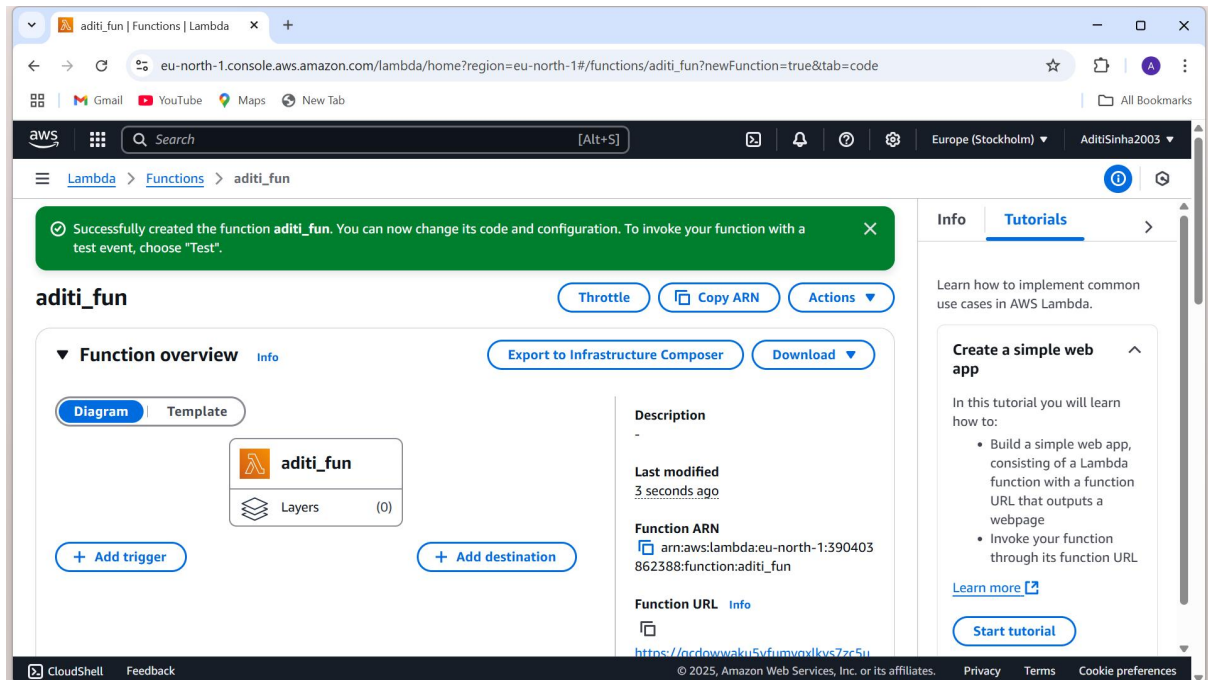 aditi_fun | Functions | Lambda
eu-north-1.console.aws.amazon.com/lambda/home?region=eu-north-1#/functions/aditi_fun?newFunction=true&tab=code
A
Gmail YouTube Maps New Tab All Bookmarks
aws Search [Alt+S] Europe (Stockholm) AditiSinha2003
Lambda > Functions > aditi_fun
Successfully created the function aditi_fun. You can now change its code and configuration. To invoke your function with a
test event, choose "Test".
aditi_fun
Throttle Copy ARN Actions
Function overview Info
Export to Infrastructure Composer Download
Diagram Template
aditi_fun
Layers (0)
+ Add trigger
+ Add destination
Description
-
Last modified
3 seconds ago
Function ARN
arn:aws:lambda:eu-north-1:390403
862388:function:aditi_fun
Function URL Info
Info Tutorials
Learn how to implement common
use cases in AWS Lambda.
Create a simple web
app
In this tutorial you will learn
how to:
• Build a simple web app,
consisting of a Lambda
function with a function
URL that outputs a
webpage
• Invoke your function
through its function URL
Learn more
Start tutorial
CloudShell Feedback © 2025, Amazon Web Services, Inc. or its affiliates. Privacy Terms Cookie preferences